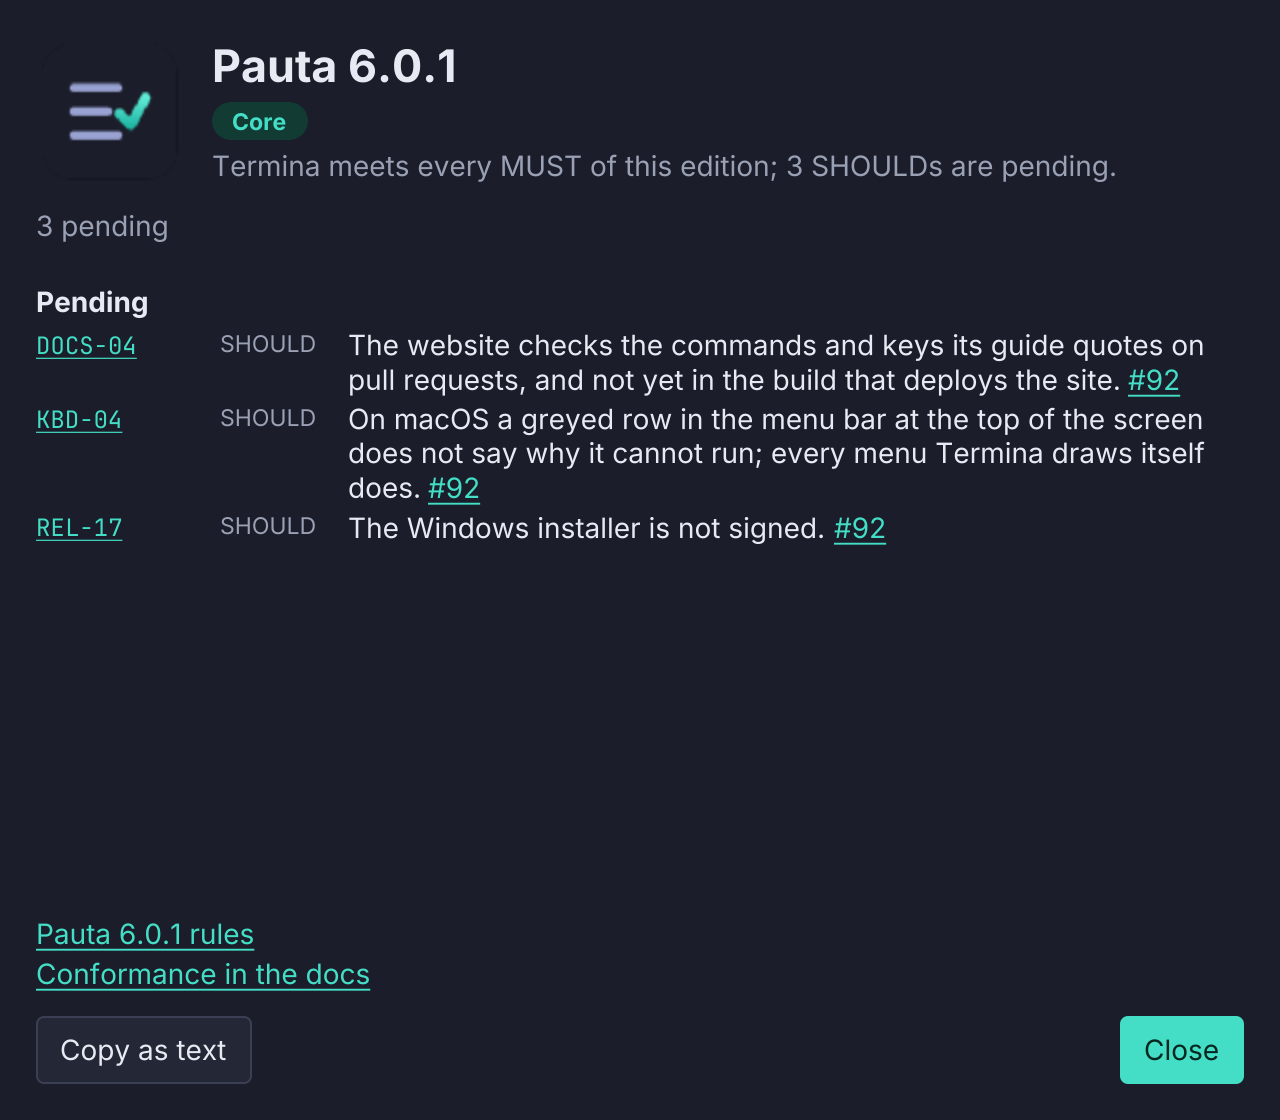 Pauta 6.0.1
Core
Termina meets every MUST of this edition; 3 SHOULDs are pending.
3 pending
Pending
DOCS-04 SHOULD The website checks the commands and keys its guide quotes on
pull requests, and not yet in the build that deploys the site. #92
KBD-04 SHOULD On macOS a greyed row in the menu bar at the top of the screen
does not say why it cannot run; every menu Termina draws itself
does. #92
REL-17 SHOULD The Windows installer is not signed. #92
Pauta 6.0.1 rules
Conformance in the docs
Copy as text Close